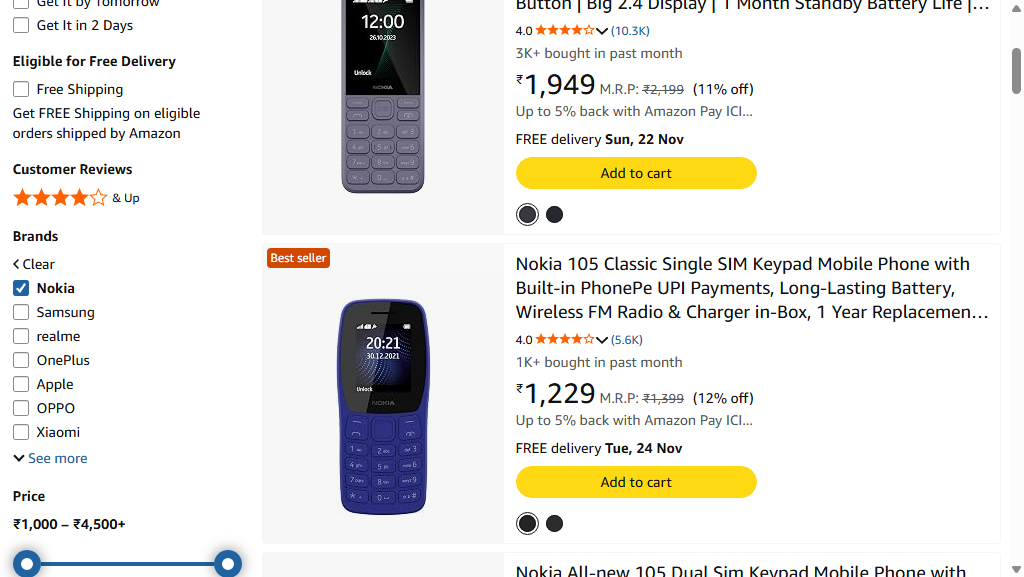 Get It by Tomorrow
Get It in 2 Days
Eligible for Free Delivery
Free Shipping
Get FREE Shipping on eligible
orders shipped by Amazon
Customer Reviews
& Up
Brands
Clear
Nokia
Samsung
realme
OnePlus
Apple
OPPO
Xiaomi
See more
Price
₹1,000 – ₹4,500+
12:00
26.10.2023
Unlock
NOKIA
Button | Big 2.4 Display | 1 Month Standby Battery Life |...
4.0 (10.3K)
3K+ bought in past month
₹1,949 M.R.P: ₹2,199 (11% off)
Up to 5% back with Amazon Pay ICI...
FREE delivery Sun, 22 Nov
Add to cart
Best seller
20:21
30.12.2021
Unlock
NOKIA
Nokia 105 Classic Single SIM Keypad Mobile Phone with
Built-in PhonePe UPI Payments, Long-Lasting Battery,
Wireless FM Radio & Charger in-Box, 1 Year Replacemen...
4.0 (5.6K)
1K+ bought in past month
₹1,229 M.R.P: ₹1,399 (12% off)
Up to 5% back with Amazon Pay ICI...
FREE delivery Tue, 24 Nov
Add to cart
Nokia All-new 105 Dual Sim Keypad Mobile Phone with